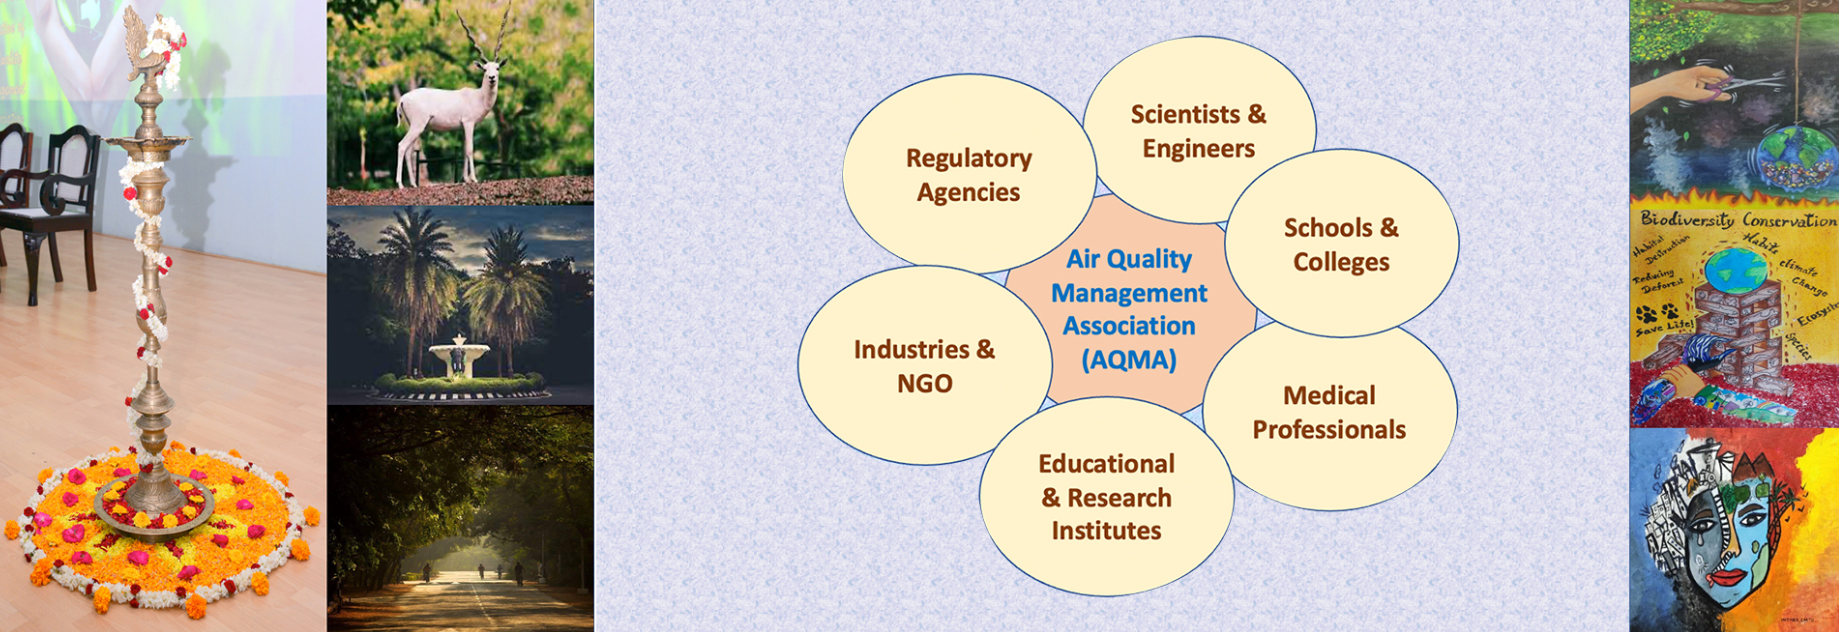 Regulatory
Agencies
Scientists &
Engineers
Schools &
Colleges
Air Quality
Management
Association
(AQMA)
Industries &
NGO
Medical
Professionals
Educational
& Research
Institutes
Biodiversity Conservation
Habitat
Destruction
Habits
climate
change
Reducing
Deforest
Save Life!
Species